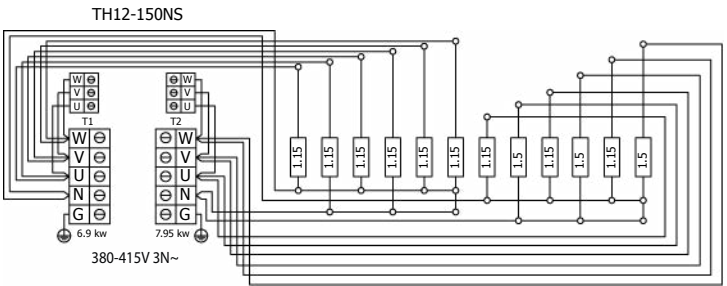 TH12-150NS
W W
V V
U U
T1 T2
W W
V V
U U
N N
G G
6.9 kw 7.95 kw
380-415V 3N~
1.15 1.15 1.15 1.15 1.15 1.15 1.15 1.5 1.15 1.5 1.15 1.5